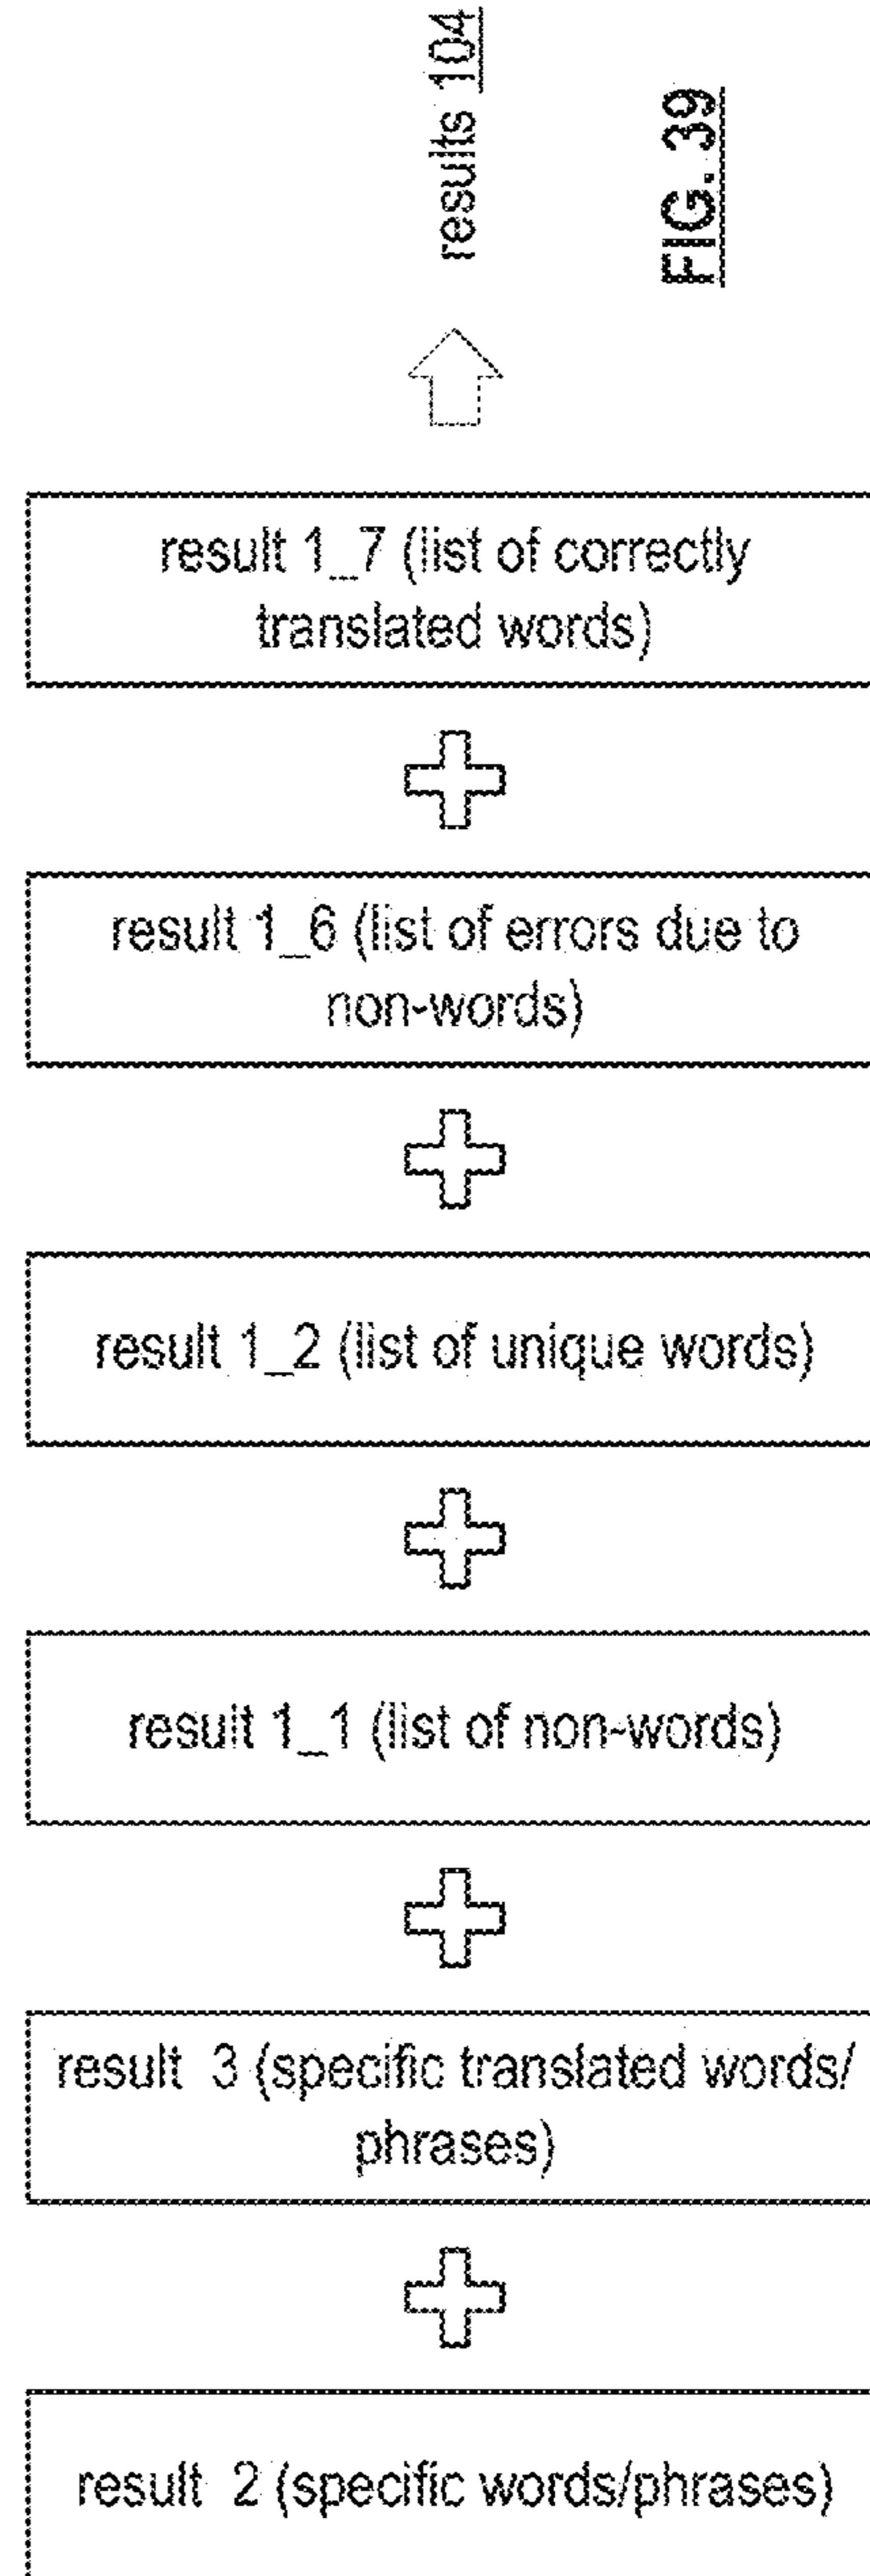 results 104
FIG. 39
result 1_7 (list of correctly
translated words)
result 1_6 (list of errors due to
non-words)
result 1_2 (list of unique words)
result 1_1 (list of non-words)
result 3 (specific translated words/
phrases)
result 2 (specific words/phrases)